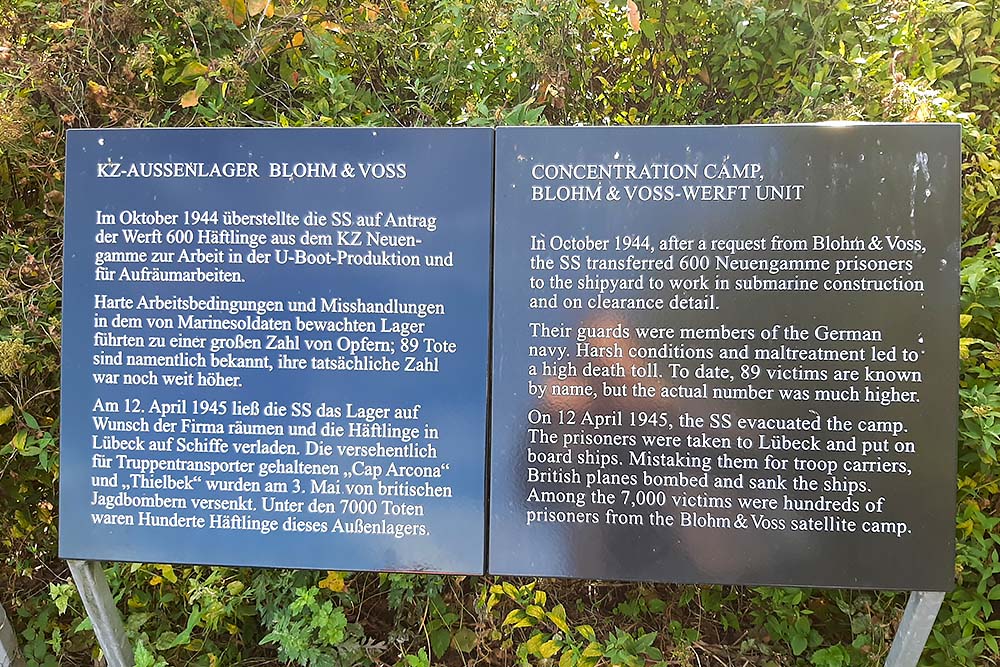 KZ-AUSSENLAGER BLOHM & VOSS
Im Oktober 1944 überstellte die SS auf Antrag
der Werft 600 Häftlinge aus dem KZ Neuen-
gamme zur Arbeit in der U-Boot-Produktion und
für Aufräumarbeiten.
Harte Arbeitsbedingungen und Misshandlungen
in dem von Marinesoldaten bewachten Lager
führten zu einer großen Zahl von Opfern; 89 Tote
sind namentlich bekannt, ihre tatsächliche Zahl
war noch weit höher.
Am 12. April 1945 ließ die SS das Lager auf
Wunsch der Firma räumen und die Häftlinge in
Lübeck auf Schiffe verladen. Die versehentlich
für Truppentransporter gehaltenen „Cap Arcona“
und „Thielbek“ wurden am 3. Mai von britischen
Jagdbombern versenkt. Unter den 7000 Toten
waren Hunderte Häftlinge dieses Außenlagers.
CONCENTRATION CAMP,
BLOHM & VOSS-WERFT UNIT
In October 1944, after a request from Blohm & Voss,
the SS transferred 600 Neuengamme prisoners
to the shipyard to work in submarine construction
and on clearance detail.
Their guards were members of the German
navy. Harsh conditions and maltreatment led to
a high death toll. To date, 89 victims are known
by name, but the actual number was much higher.
On 12 April 1945, the SS evacuated the camp.
The prisoners were taken to Lübeck and put on
board ships. Mistaking them for troop carriers,
British planes bombed and sank the ships.
Among the 7,000 victims were hundreds of
prisoners from the Blohm & Voss satellite camp.